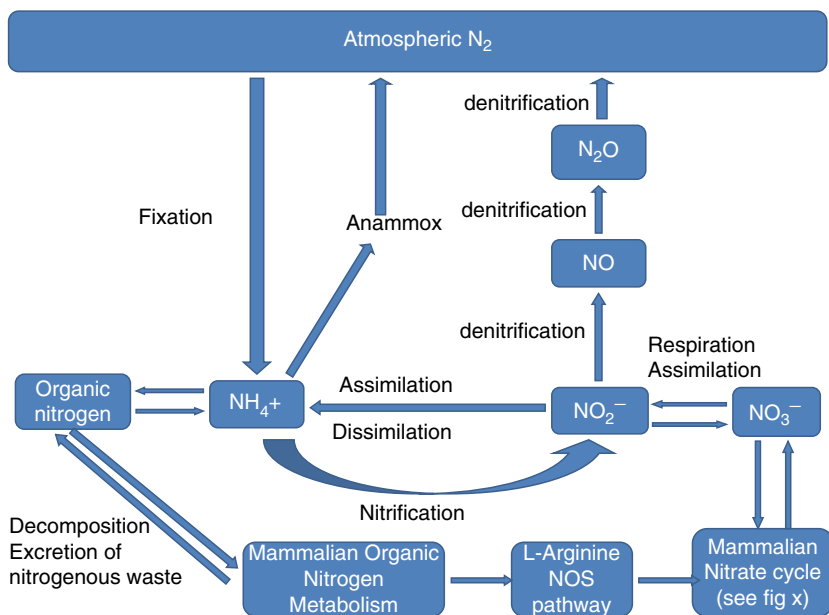 Atmospheric N₂
denitrification
N₂O
Fixation
Anammox
denitrification
NO
denitrification
Respiration
Assimilation
Organic
nitrogen
NH₄+
Assimilation
Dissimilation
NO₂⁻
NO₃⁻
Nitrification
Decomposition
Excretion of
nitrogenous waste
Mammalian Organic
Nitrogen
Metabolism
L-Arginine
NOS
pathway
Mammalian
Nitrate cycle
(see fig x)